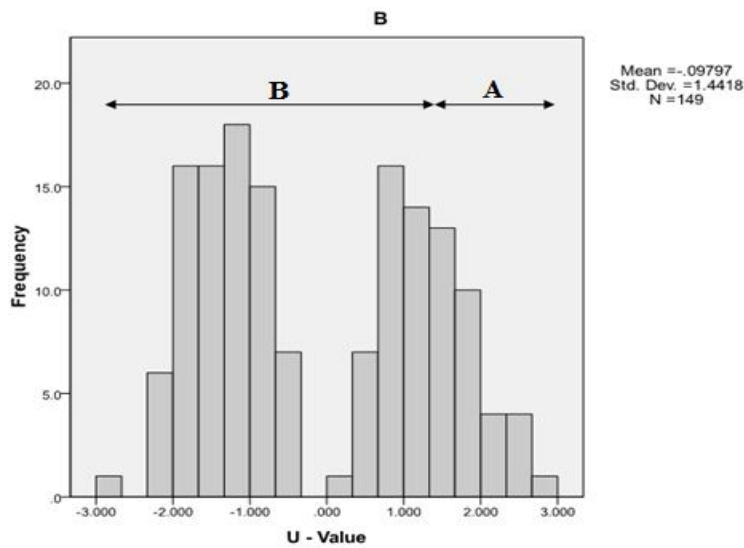 B
Mean =-.09797
Std. Dev. =1.4418
N =149
B
A
20.0
15.0
10.0
5.0
.0
Frequency
-3.000 -2.000 -1.000 .000 1.000 2.000 3.000
U - Value